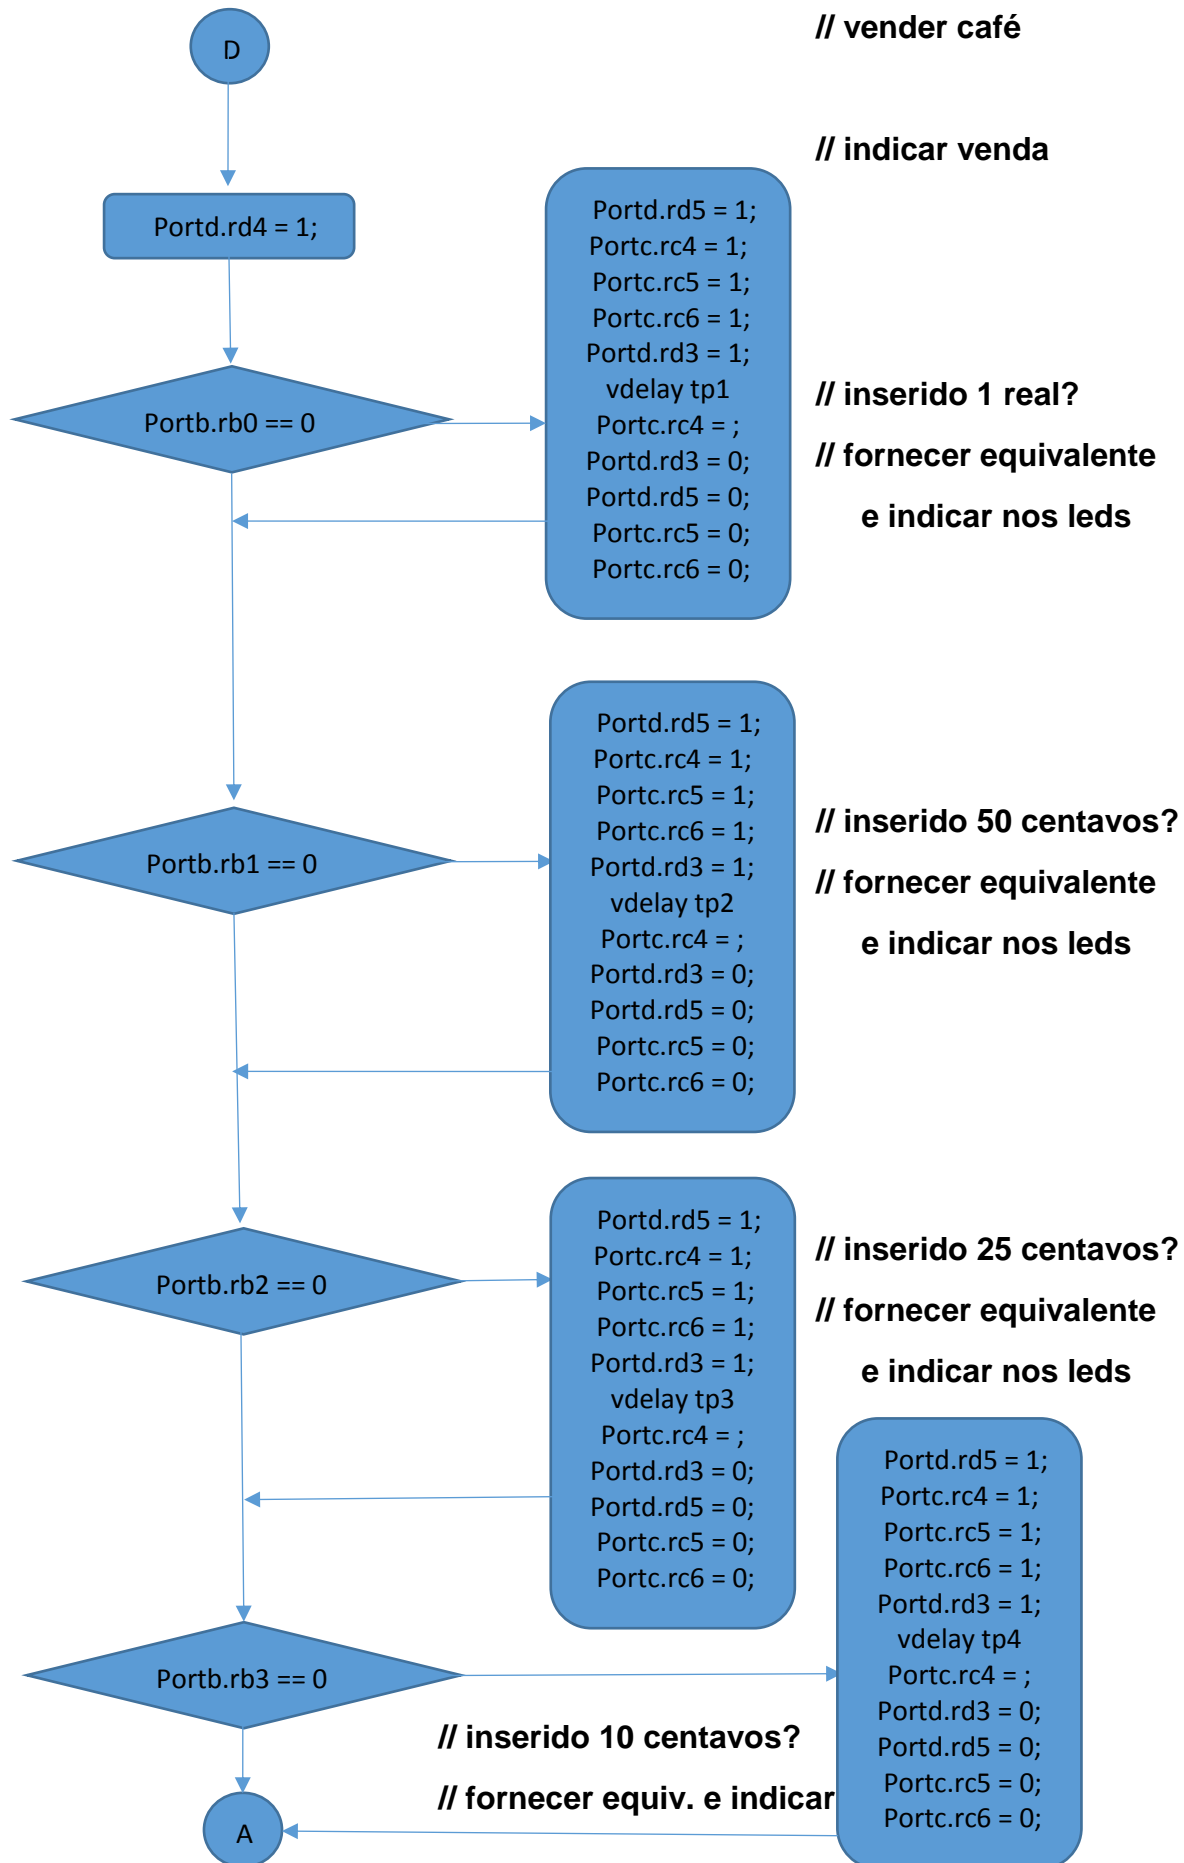 // vender café
D
// indicar venda
Portd.rd4 = 1;
Portd.rd5 = 1;
Portc.rc4 = 1;
Portc.rc5 = 1;
Portc.rc6 = 1;
Portd.rd3 = 1;
vdelay tp1
Portc.rc4 = ;
Portd.rd3 = 0;
Portd.rd5 = 0;
Portc.rc5 = 0;
Portc.rc6 = 0;
Portb.rb0 == 0
// inserido 1 real?
// fornecer equivalente
e indicar nos leds
Portd.rd5 = 1;
Portc.rc4 = 1;
Portc.rc5 = 1;
Portc.rc6 = 1;
Portd.rd3 = 1;
vdelay tp2
Portc.rc4 = ;
Portd.rd3 = 0;
Portd.rd5 = 0;
Portc.rc5 = 0;
Portc.rc6 = 0;
Portb.rb1 == 0
// inserido 50 centavos?
// fornecer equivalente
e indicar nos leds
Portd.rd5 = 1;
Portc.rc4 = 1;
Portc.rc5 = 1;
Portc.rc6 = 1;
Portd.rd3 = 1;
vdelay tp3
Portc.rc4 = ;
Portd.rd3 = 0;
Portd.rd5 = 0;
Portc.rc5 = 0;
Portc.rc6 = 0;
Portb.rb2 == 0
// inserido 25 centavos?
// fornecer equivalente
e indicar nos leds
Portd.rd5 = 1;
Portc.rc4 = 1;
Portc.rc5 = 1;
Portc.rc6 = 1;
Portd.rd3 = 1;
vdelay tp4
Portc.rc4 = ;
Portd.rd3 = 0;
Portd.rd5 = 0;
Portc.rc5 = 0;
Portc.rc6 = 0;
Portb.rb3 == 0
// inserido 10 centavos?
// fornecer equiv. e indicar
A